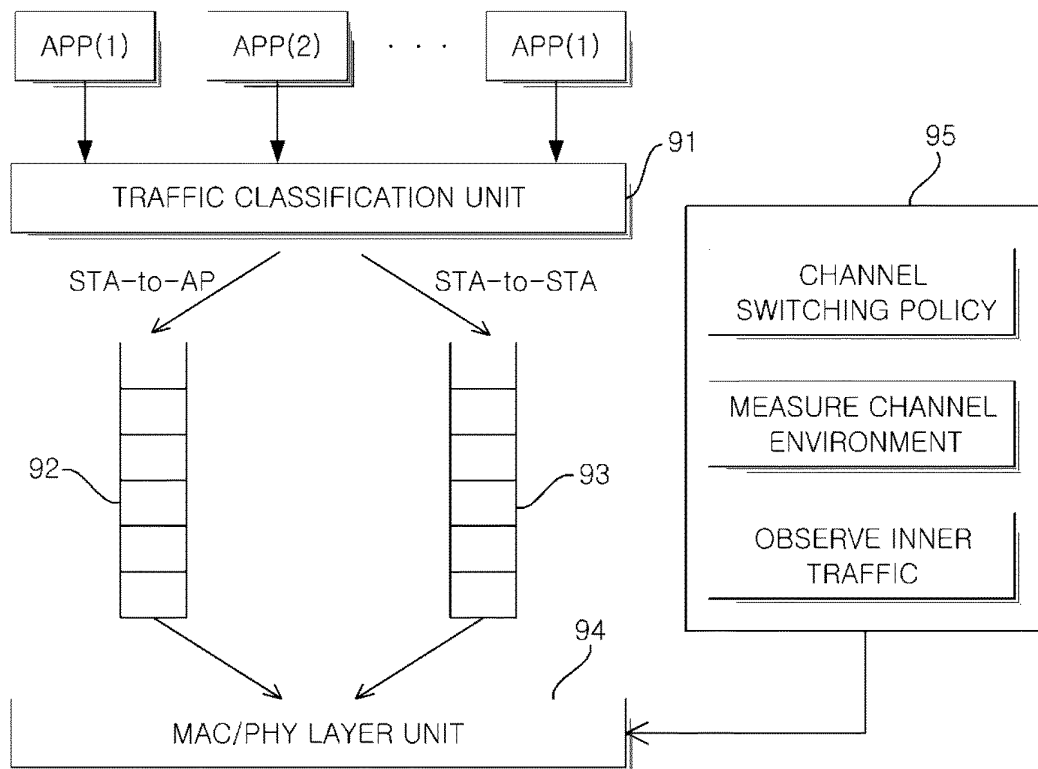 APP(1) APP(2) · · · APP(1)
91
TRAFFIC CLASSIFICATION UNIT
95
STA-to-AP STA-to-STA
CHANNEL
SWITCHING POLICY
MEASURE CHANNEL
ENVIRONMENT
92 93
OBSERVE INNER
TRAFFIC
94
MAC/PHY LAYER UNIT